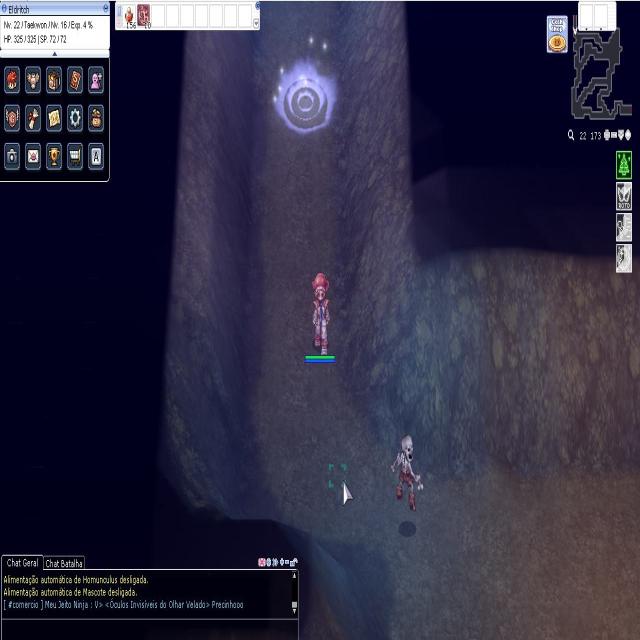 Eldritch
Nv. 22 / Taekwon / Nv. 16 / Exp. 4 %
HP. 325 / 325 | SP. 72 / 72
156
10
22 173
Chat Geral
Chat Batalha
Alimentação automática de Homunculus desligada.
Alimentação automática de Mascote desligada.
[ #comercio ] Meu Jeito Ninja : V> <Óculos Invisíveis do Olhar Velado> Precinhooo